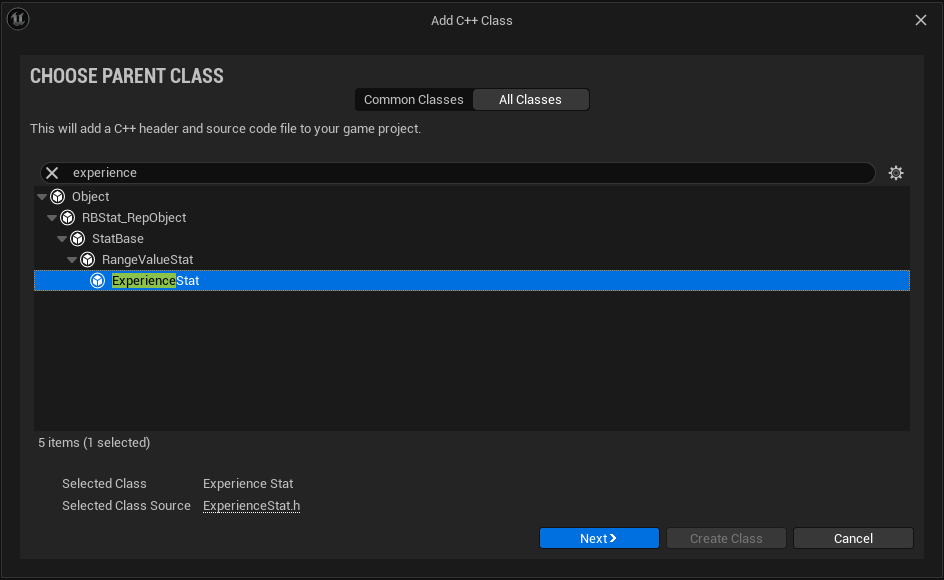 Add C++ Class
CHOOSE PARENT CLASS
Common Classes All Classes
This will add a C++ header and source code file to your game project.
experience
Object
RBStat_RepObject
StatBase
RangeValueStat
ExperienceStat
5 items (1 selected)
Selected Class Experience Stat
Selected Class Source ExperienceStat.h
Next Create Class Cancel